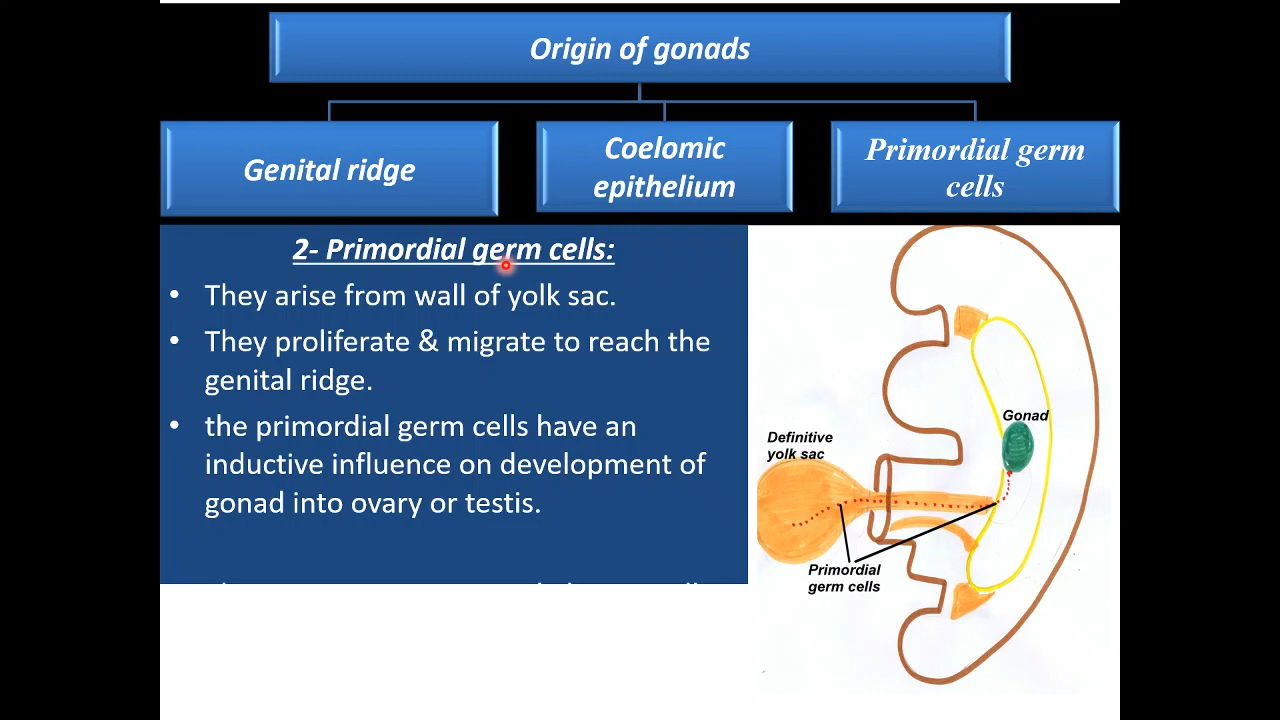 Origin of gonads
Genital ridge
Coelomic
epithelium
Primordial germ
cells
2- Primordial germ cells:
• They arise from wall of yolk sac.
• They proliferate & migrate to reach the
genital ridge.
• the primordial germ cells have an
inductive influence on development of
gonad into ovary or testis.
Gonad
Definitive
yolk sac
Primordial
germ cells